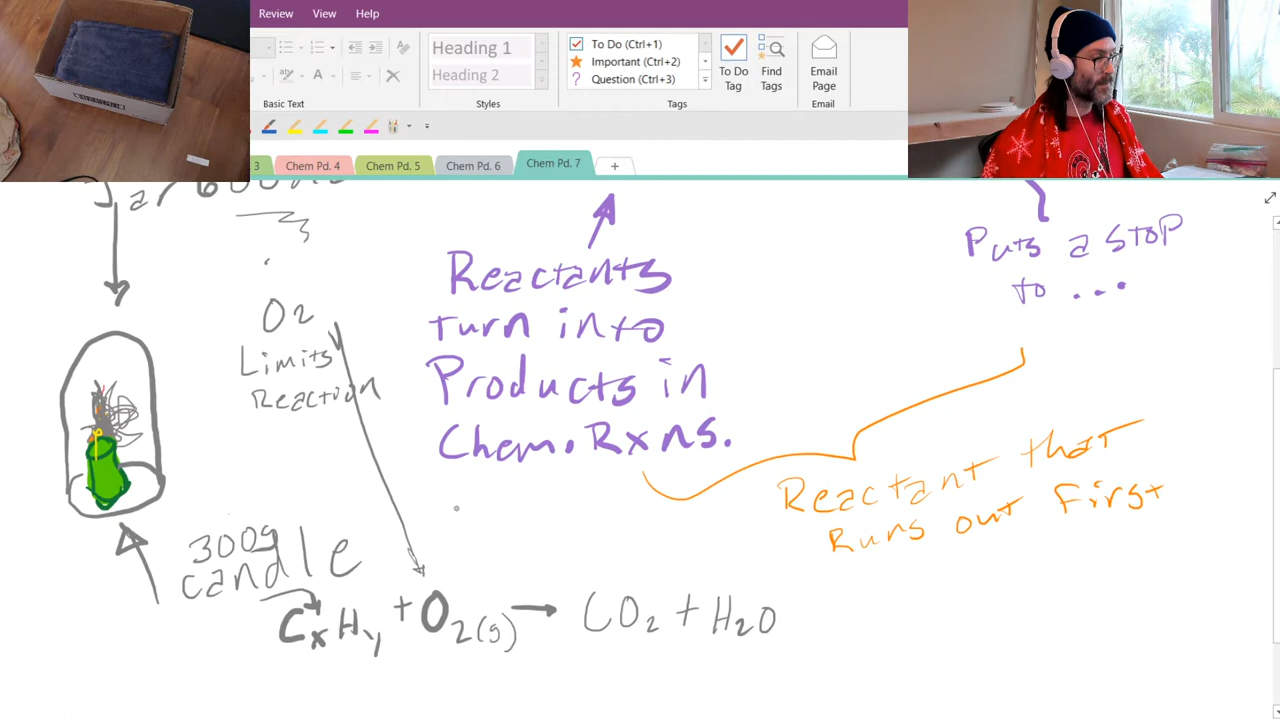 Review View Help
Heading 1
Heading 2
To Do (Ctrl+1)
Important (Ctrl+2)
Question (Ctrl+3)
To Do
Tag
Find
Tags
Email
Page
Basic Text
Styles
Tags
Email
3
Chem Pd. 4
Chem Pd. 5
Chem Pd. 6
Chem Pd. 7
O2
Limits
Reaction
Reactants
turn into
Products in
Chem. Rxns.
Puts a stop
to ...
Reactant that
Runs out first
300g
candle
CxHy + O2(g) → CO2 + H2O